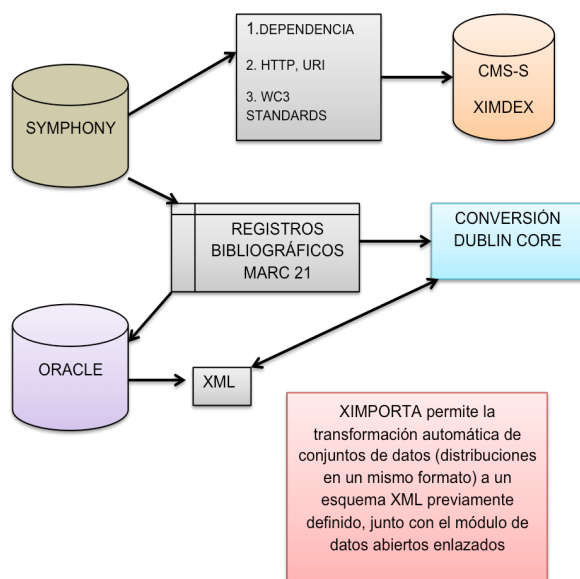 1.DEPENDENCIA
2. HTTP, URI
3. WC3
STANDARDS
CMS-S
XIMDEX
SYMPHONY
REGISTROS
BIBLIOGRÁFICOS
MARC 21
CONVERSIÓN
DUBLIN CORE
ORACLE
XML
XIMPORTA permite la
transformación automática de
conjuntos de datos (distribuciones
en un mismo formato) a un
esquema XML previamente
definido, junto con el módulo de
datos abiertos enlazados